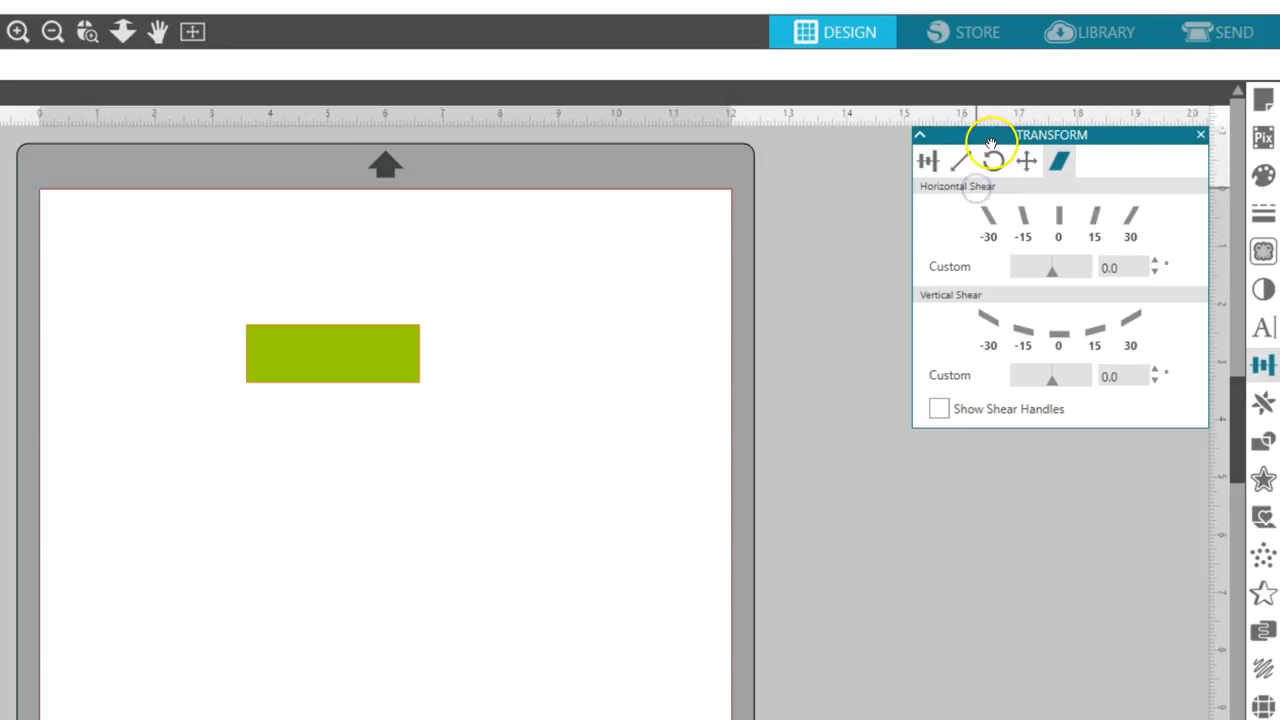 DESIGN STORE LIBRARY SEND
0 1 2 3 4 5 6 7 8 9 10 11 12 13 14 15 16 17 18 19 20
TRANSFORM
Horizontal Shear
-30 -15 0 15 30
Custom 0.0 °
Vertical Shear
-30 -15 0 15 30
Custom 0.0 °
Show Shear Handles
Pix
A